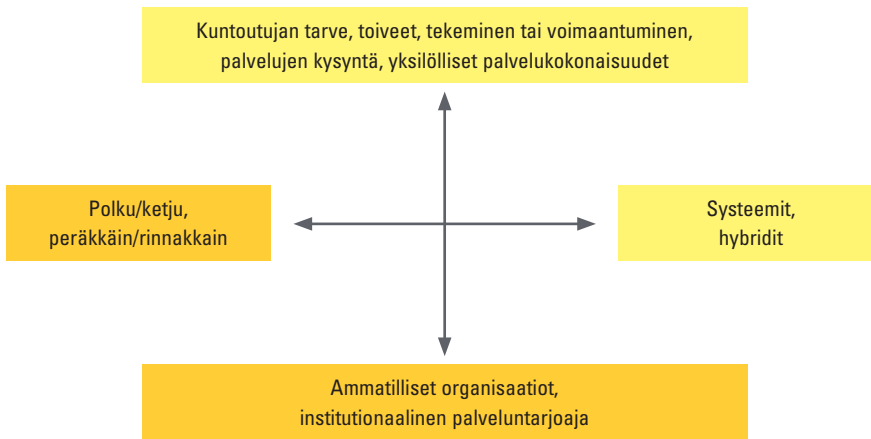 Kuntoutujan tarve, toiveet, tekeminen tai voimaantuminen,
palvelujen kysyntä, yksilölliset palvelukokonaisuudet
Polku/ketju,
peräkkäin/rinnakkain
Systeemit,
hybridit
Ammatilliset organisaatiot,
institutionaalinen palveluntarjoaja